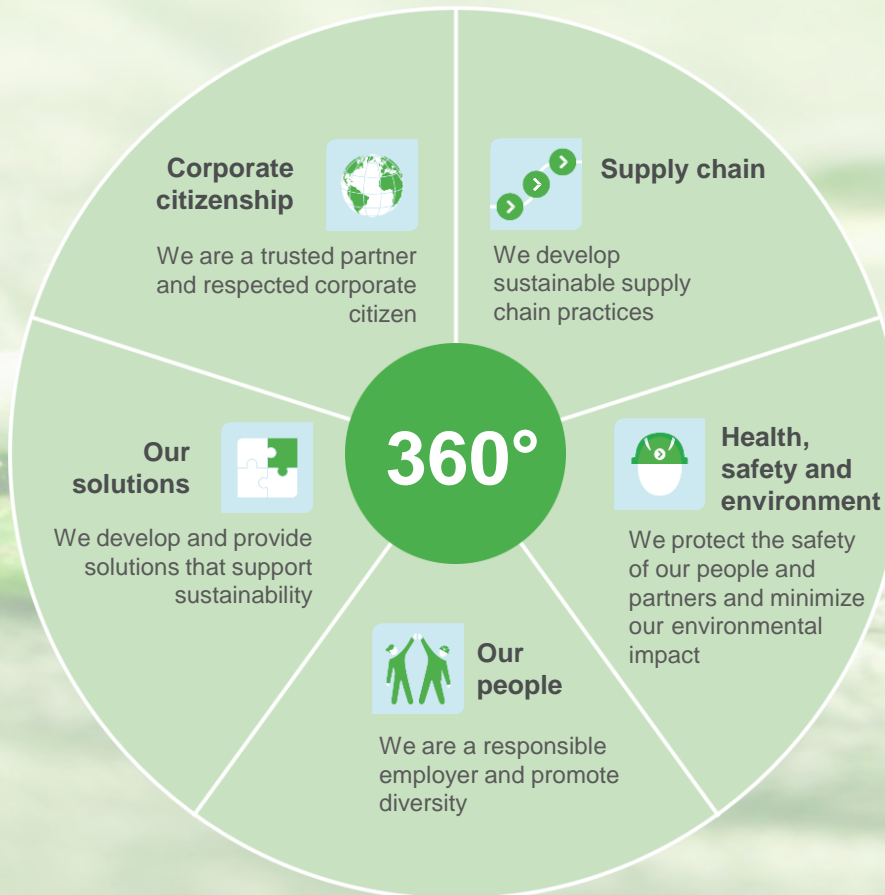 Corporate
citizenship
We are a trusted partner
and respected corporate
citizen
Supply chain
We develop
sustainable supply
chain practices
360°
Our
solutions
We develop and provide
solutions that support
sustainability
Health,
safety and
environment
We protect the safety
of our people and
partners and minimize
our environmental
impact
Our
people
We are a responsible
employer and promote
diversity